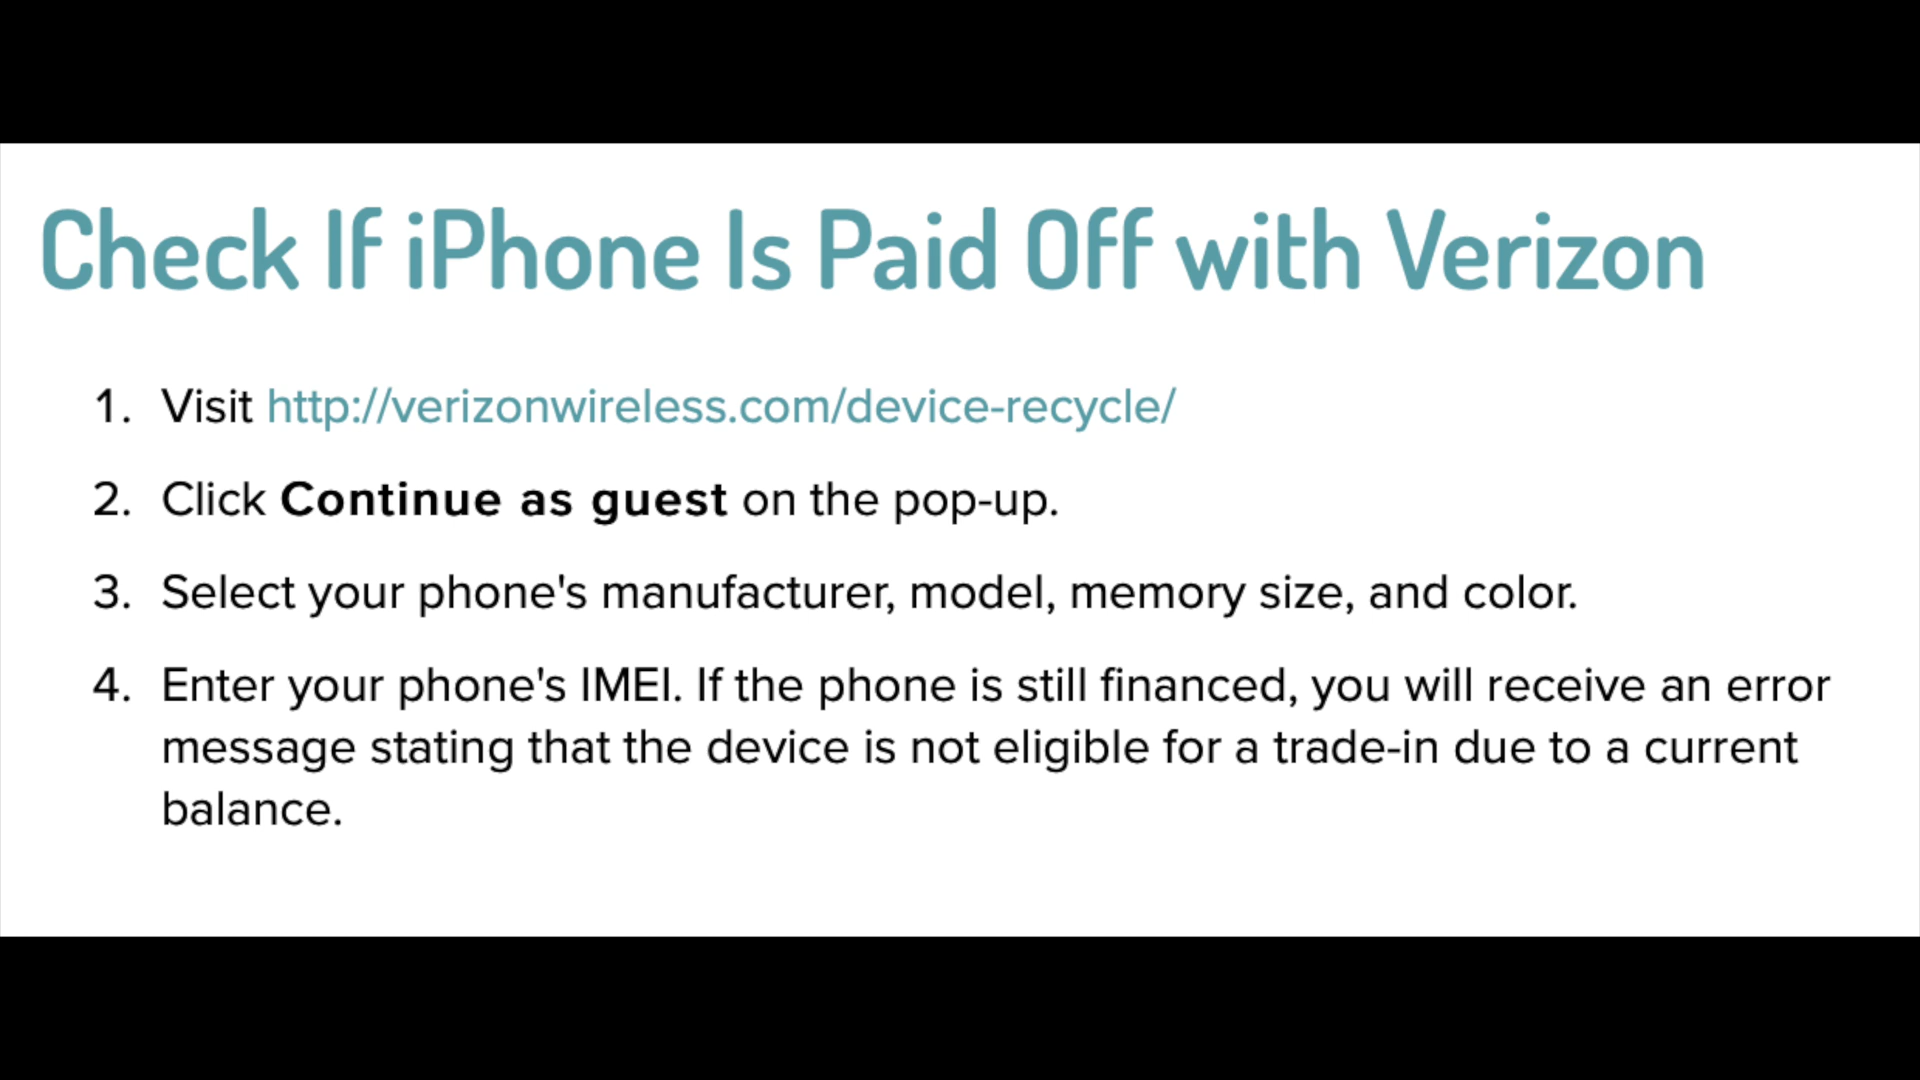 Check If iPhone Is Paid Off with Verizon
1. Visit http://verizonwireless.com/device-recycle/
2. Click Continue as guest on the pop-up.
3. Select your phone's manufacturer, model, memory size, and color.
4. Enter your phone's IMEI. If the phone is still financed, you will receive an error
message stating that the device is not eligible for a trade-in due to a current
balance.